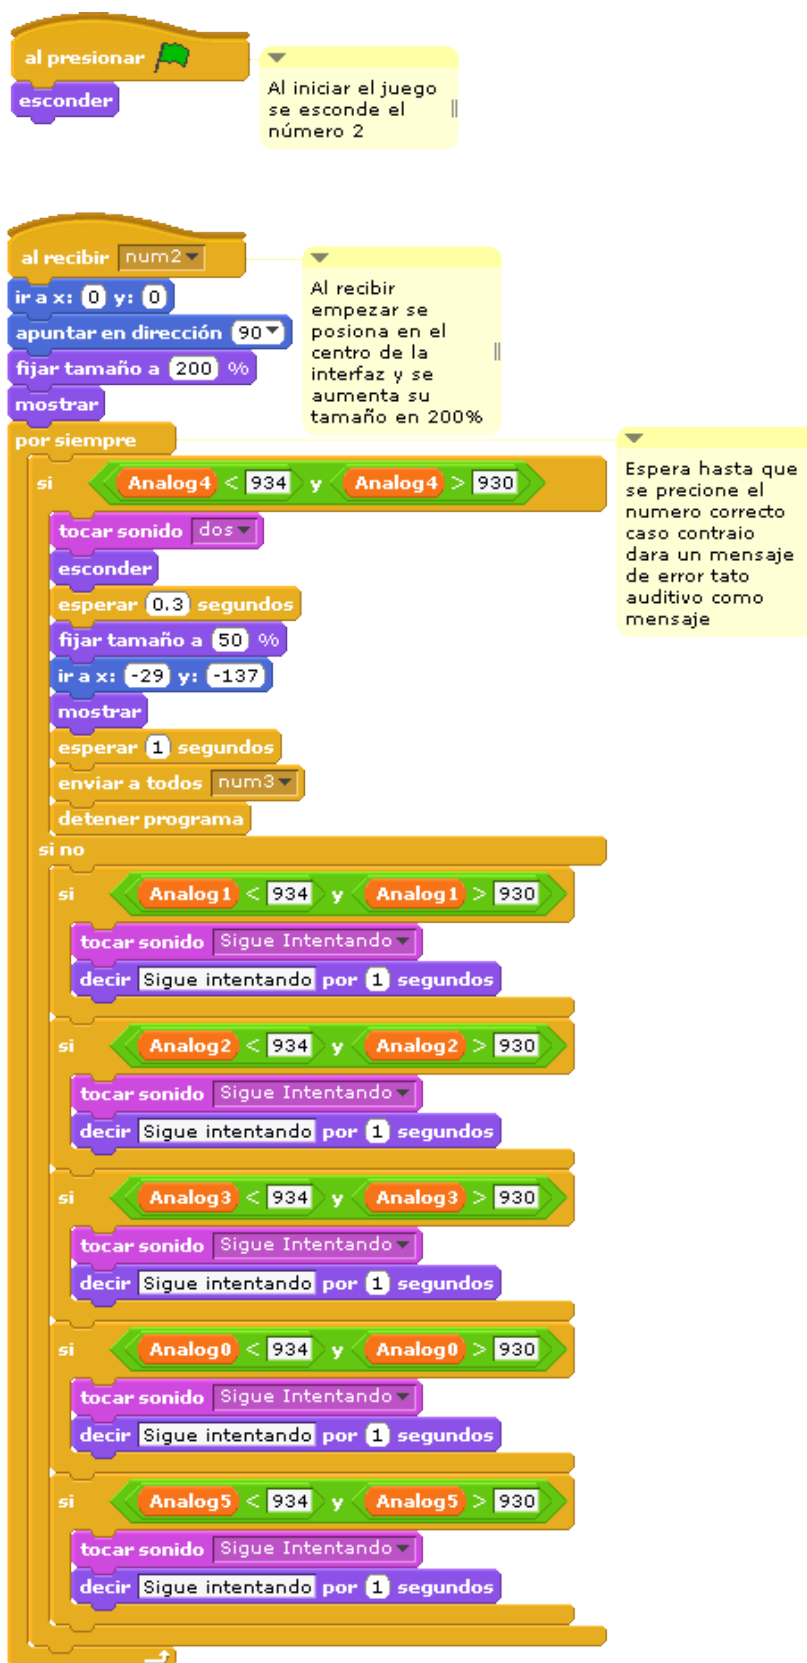 al presionar
esconder
Al iniciar el juego
se esconde el
número 2
al recibir num2
ir a x: 0 y: 0
apuntar en dirección 90
fijar tamaño a 200 %
mostrar
Al recibir
empezar se
posiona en el
centro de la
interfaz y se
aumenta su
tamaño en 200%
por siempre
si Analog4 < 934 y Analog4 > 930
Espera hasta que
se precione el
numero correcto
caso contraio
dara un mensaje
de error tato
auditivo como
mensaje
tocar sonido dos
esconder
esperar 0.3 segundos
fijar tamaño a 50 %
ir a x: -29 y: -137
mostrar
esperar 1 segundos
enviar a todos num3
detener programa
si no
si Analog1 < 934 y Analog1 > 930
tocar sonido Sigue Intentando
decir Sigue intentando por 1 segundos
si Analog2 < 934 y Analog2 > 930
tocar sonido Sigue Intentando
decir Sigue intentando por 1 segundos
si Analog3 < 934 y Analog3 > 930
tocar sonido Sigue Intentando
decir Sigue intentando por 1 segundos
si Analog0 < 934 y Analog0 > 930
tocar sonido Sigue Intentando
decir Sigue intentando por 1 segundos
si Analog5 < 934 y Analog5 > 930
tocar sonido Sigue Intentando
decir Sigue intentando por 1 segundos